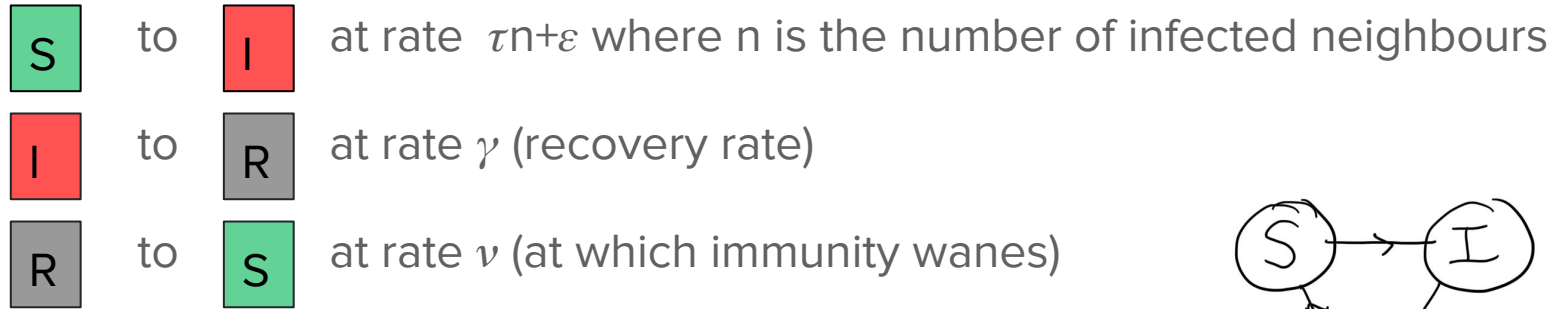 S to I at rate τn+ε where n is the number of infected neighbours
I to R at rate γ (recovery rate)
R to S at rate ν (at which immunity wanes)
S I